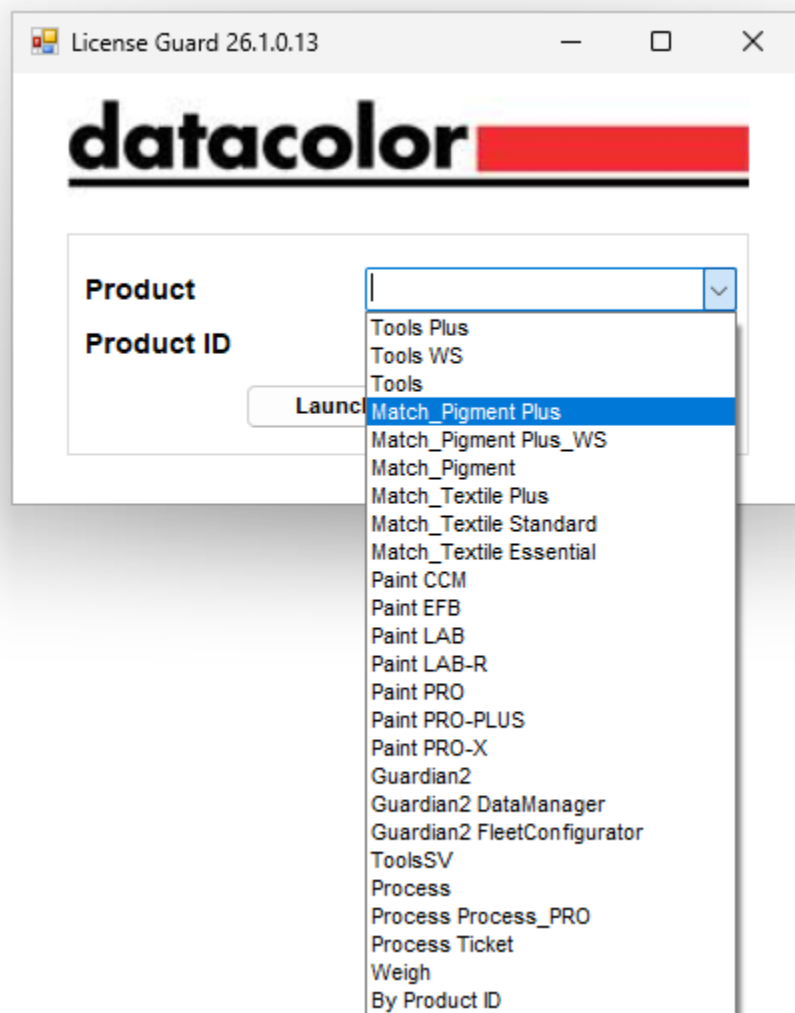 License Guard 26.1.0.13
datacolor
Product
Product ID
Launc
Tools Plus
Tools WS
Tools
Match_Pigment Plus
Match_Pigment Plus_WS
Match_Pigment
Match_Textile Plus
Match_Textile Standard
Match_Textile Essential
Paint CCM
Paint EFB
Paint LAB
Paint LAB-R
Paint PRO
Paint PRO-PLUS
Paint PRO-X
Guardian2
Guardian2 DataManager
Guardian2 FleetConfigurator
ToolsSV
Process
Process Process_PRO
Process Ticket
Weigh
By Product ID